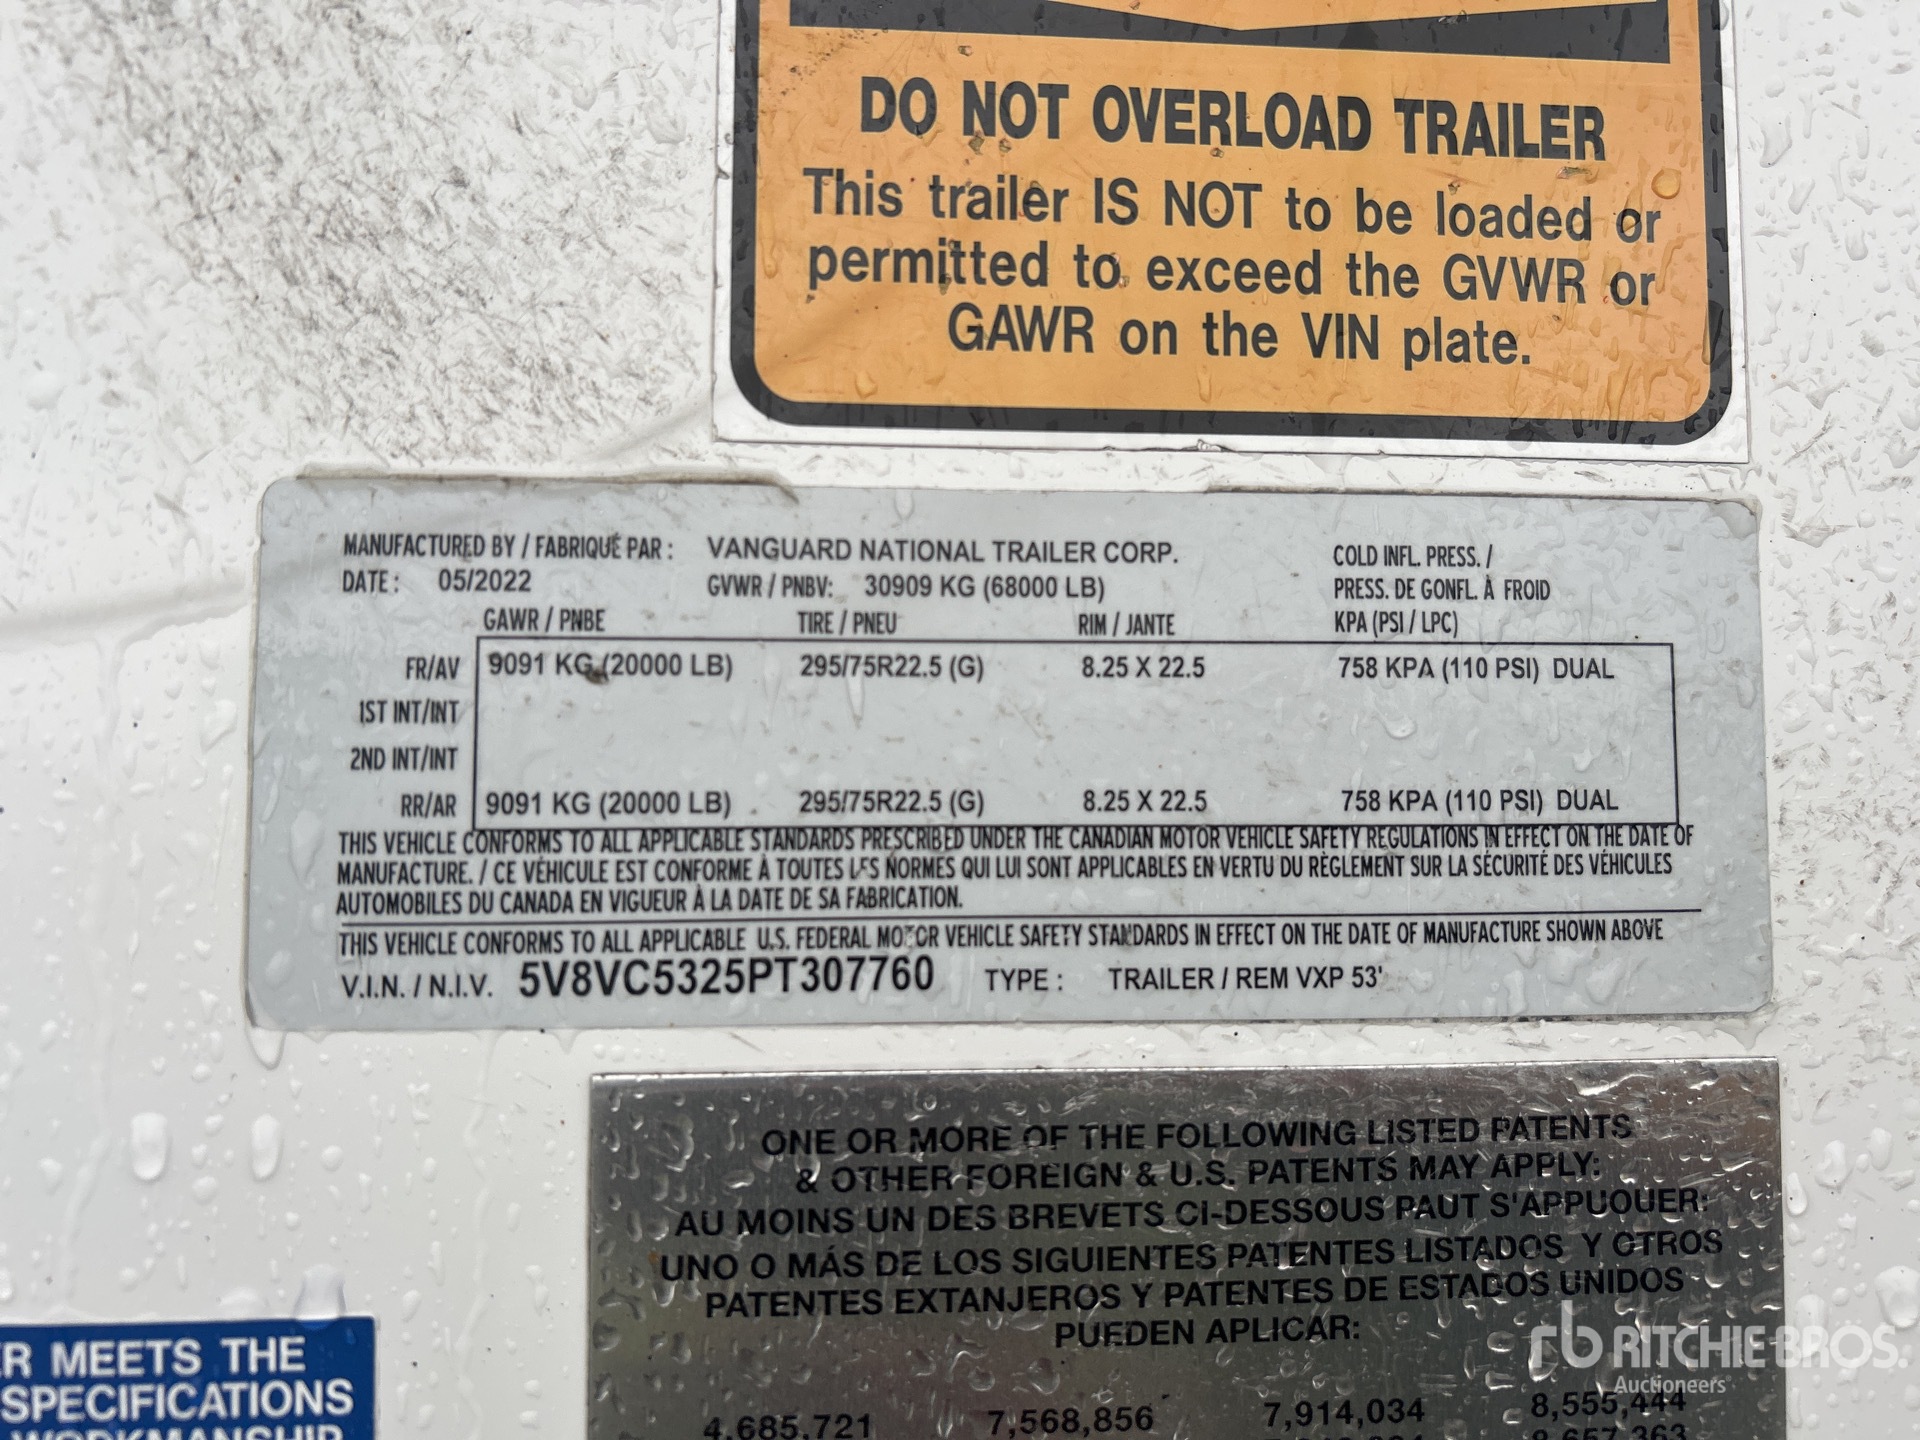 DO NOT OVERLOAD TRAILER
This trailer IS NOT to be loaded or
permitted to exceed the GVWR or
GAWR on the VIN plate.
MANUFACTURED BY / FABRIQUÉ PAR : VANGUARD NATIONAL TRAILER CORP.
DATE : 05/2022 GVWR / PNBV: 30909 KG (68000 LB)
COLD INFL. PRESS. /
PRESS. DE GONFL. À FROID
GAWR / PNBE TIRE / PNEU RIM / JANTE KPA (PSI / LPC)
FR/AV 9091 KG (20000 LB) 295/75R22.5 (G) 8.25 X 22.5 758 KPA (110 PSI) DUAL
1ST INT/INT
2ND INT/INT
RR/AR 9091 KG (20000 LB) 295/75R22.5 (G) 8.25 X 22.5 758 KPA (110 PSI) DUAL
THIS VEHICLE CONFORMS TO ALL APPLICABLE STANDARDS PRESCRIBED UNDER THE CANADIAN MOTOR VEHICLE SAFETY REGULATIONS IN EFFECT ON THE DATE OF
MANUFACTURE. / CE VÉHICULE EST CONFORME À TOUTES LES NORMES QUI LUI SONT APPLICABLES EN VERTU DU RÈGLEMENT SUR LA SÉCURITÉ DES VÉHICULES
AUTOMOBILES DU CANADA EN VIGUEUR À LA DATE DE SA FABRICATION.
THIS VEHICLE CONFORMS TO ALL APPLICABLE U.S. FEDERAL MOTOR VEHICLE SAFETY STANDARDS IN EFFECT ON THE DATE OF MANUFACTURE SHOWN ABOVE
V.I.N. / N.I.V. 5V8VC5325PT307760 TYPE : TRAILER / REM VXP 53'
ONE OR MORE OF THE FOLLOWING LISTED PATENTS
& OTHER FOREIGN & U.S. PATENTS MAY APPLY:
AU MOINS UN DES BREVETS CI-DESSOUS PAUT S'APPUOUER:
UNO O MÁS DE LOS SIGUIENTES PATENTES LISTADOS Y OTROS
PATENTES EXTANJEROS Y PATENTES DE ESTADOS UNIDOS
PUEDEN APLICAR:
4,685,721 7,568,856 7,914,034 8,555,444
8,657,363
R MEETS THE
SPECIFICATIONS
WORKMANSHIP
rb RITCHIE BROS.
Auctioneers